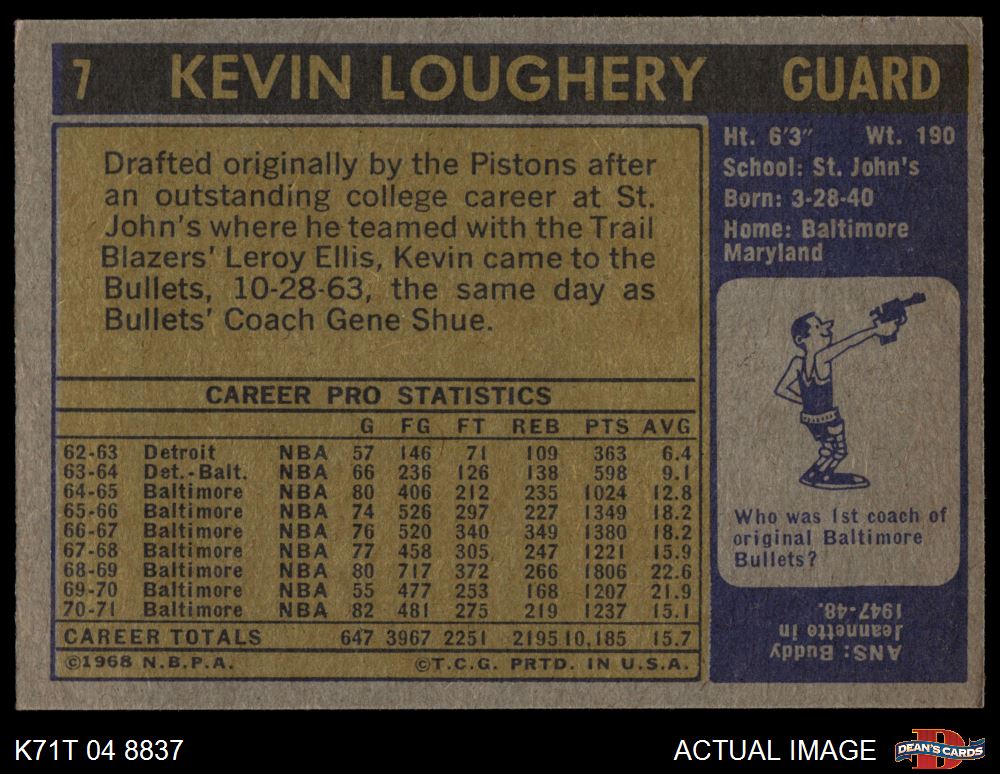 7 KEVIN LOUGHERY GUARD
Drafted originally by the Pistons after
an outstanding college career at St.
John's where he teamed with the Trail
Blazers' Leroy Ellis, Kevin came to the
Bullets, 10-28-63, the same day as
Bullets' Coach Gene Shue.
CAREER PRO STATISTICS
G FG FT REB PTS AVG
62-63 Detroit NBA 57 146 71 109 363 6.4
63-64 Det.-Balt. NBA 66 236 126 138 598 9.1
64-65 Baltimore NBA 80 406 212 235 1024 12.8
65-66 Baltimore NBA 74 526 297 227 1349 18.2
66-67 Baltimore NBA 76 520 340 349 1380 18.2
67-68 Baltimore NBA 77 458 305 247 1221 15.9
68-69 Baltimore NBA 80 717 372 266 1806 22.6
69-70 Baltimore NBA 55 477 253 168 1207 21.9
70-71 Baltimore NBA 82 481 275 219 1237 15.1
CAREER TOTALS 647 3967 2251 2195 10,185 15.7
©1968 N.B.P.A. ©T.C.G. PRTD. IN U.S.A.
Ht. 6'3" Wt. 190
School: St. John's
Born: 3-28-40
Home: Baltimore
Maryland
Who was 1st coach of
original Baltimore
Bullets?
ANS: Buddy
Jeannette in
1947-48.
K71T 04 8837
ACTUAL IMAGE
D
DEAN'S CARDS